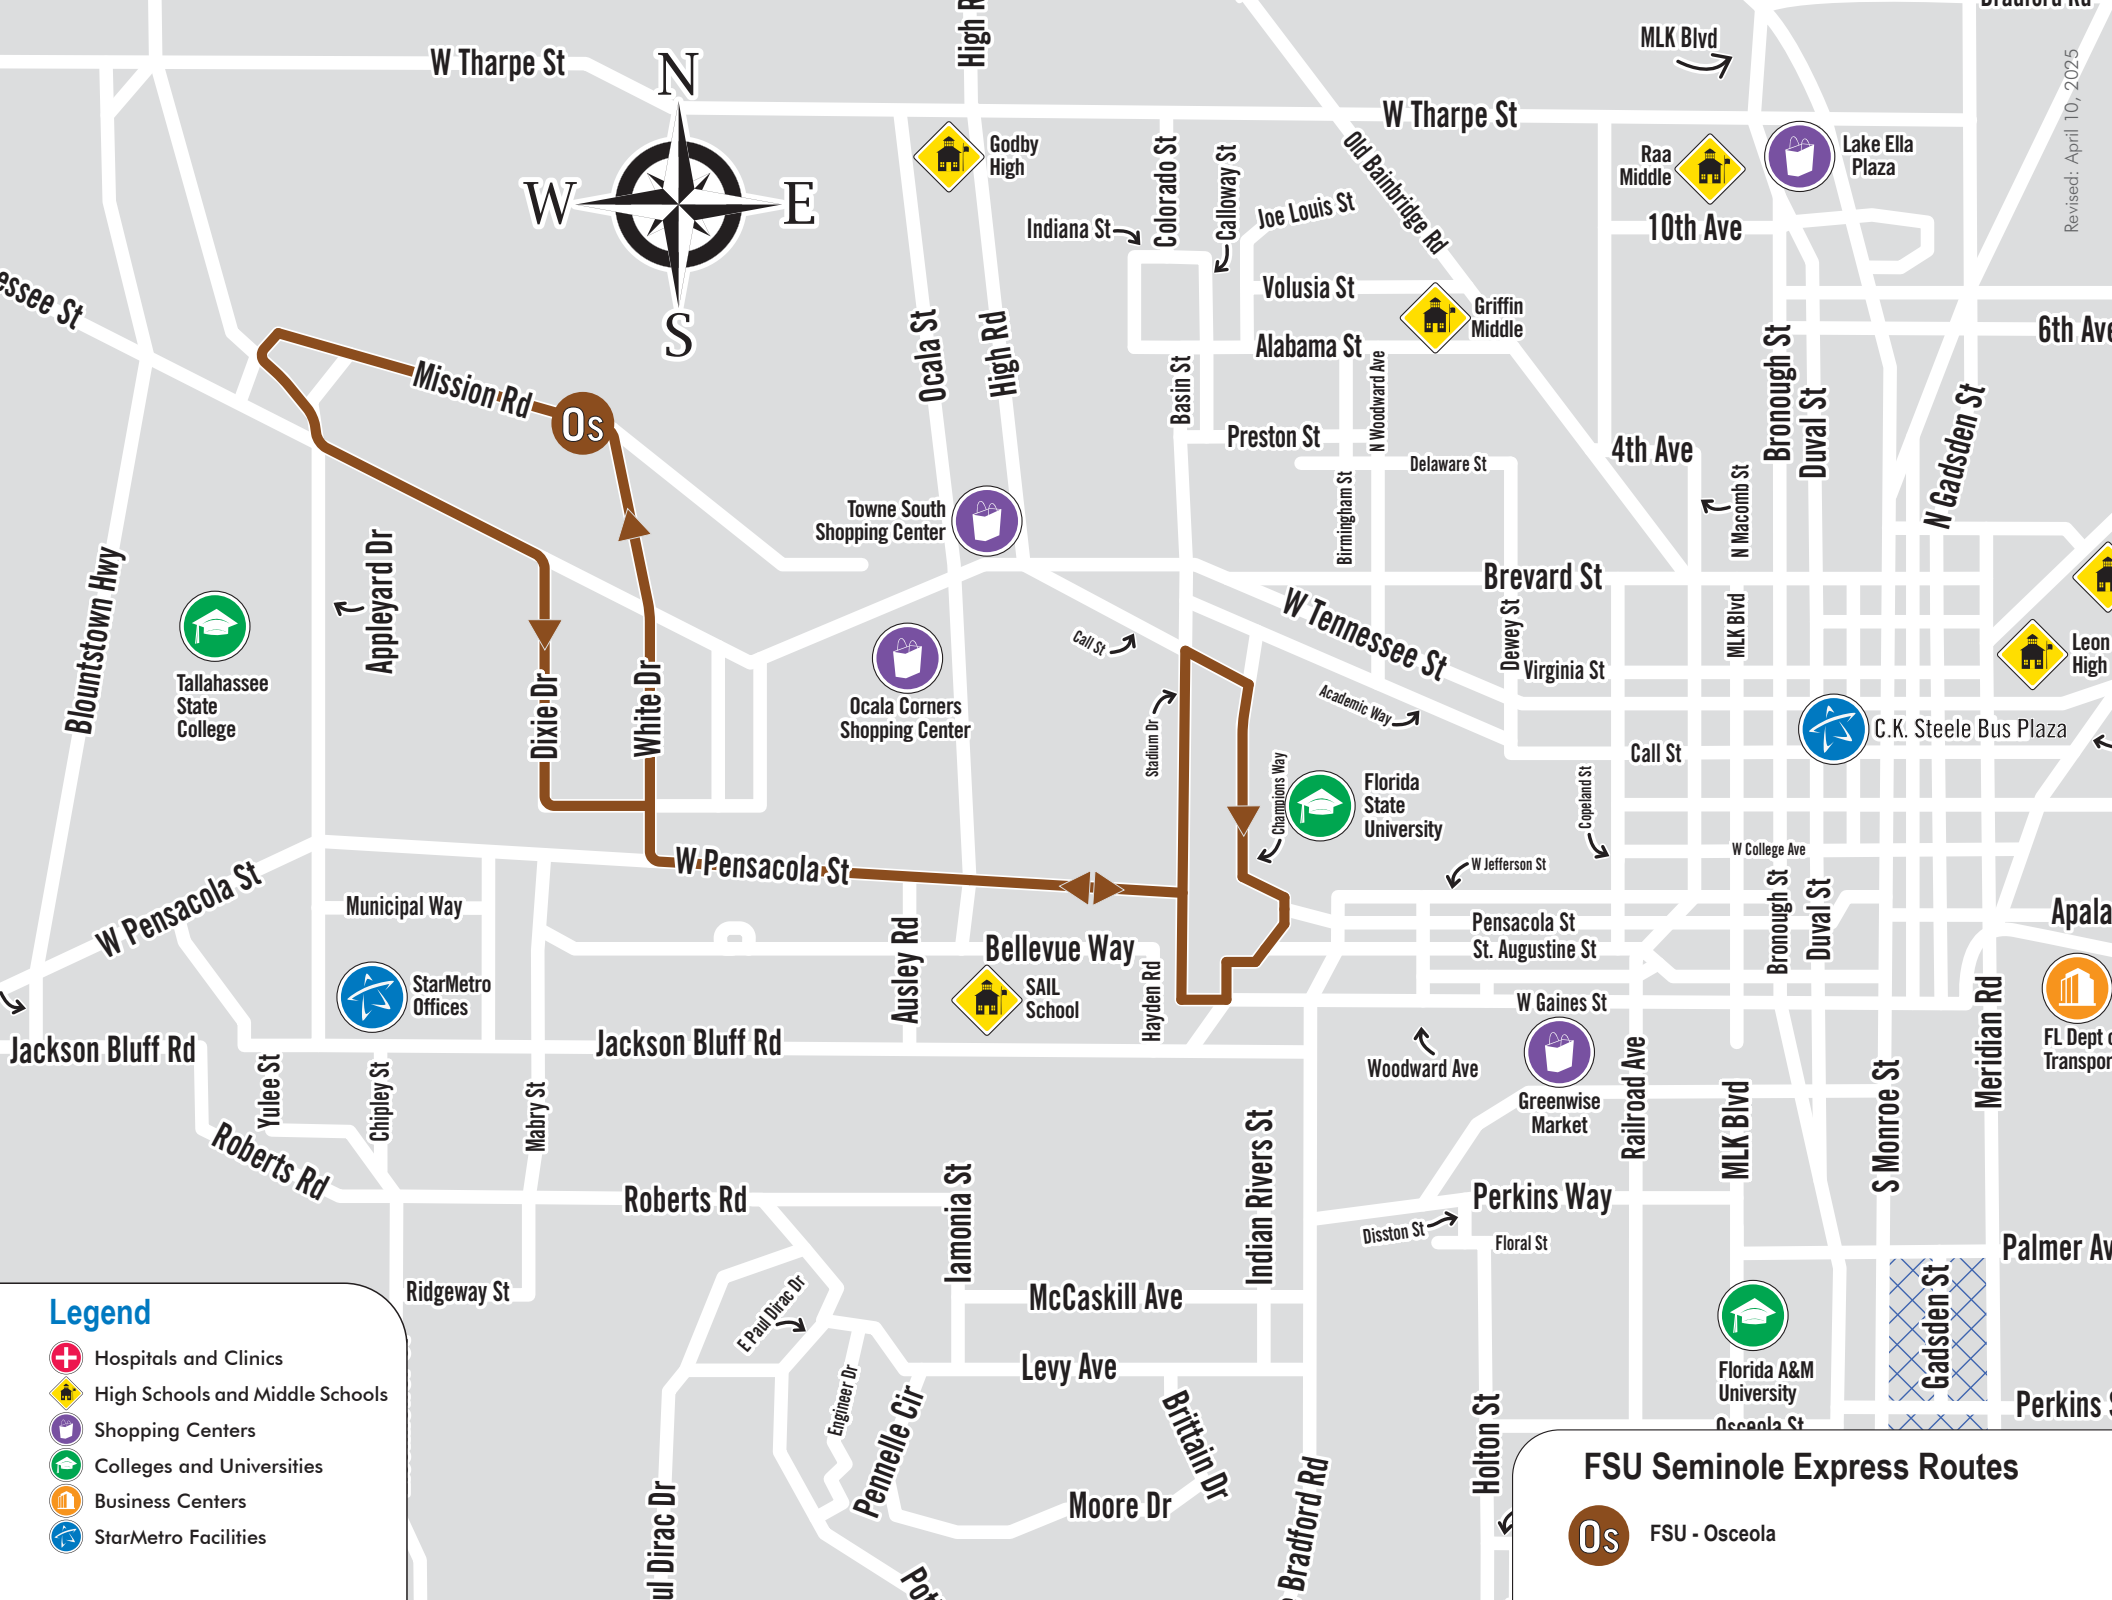 Bradford Rd
MLK Blvd
High R
W Tharpe St
N
W Tharpe St
Revised: April 10, 2025
Godby
High
Old Bainbridge Rd
Raa
Middle
Lake Ella
Plaza
W
E
Colorado St
Calloway St
Joe Louis St
Indiana St
10th Ave
essee St
Volusia St
Griffin
Middle
S
Ocala St
High Rd
Alabama St
6th Ave
Mission Rd
Os
Basin St
N Woodward Ave
Bronough St
Duval St
N Gadsden St
Preston St
4th Ave
Delaware St
N Macomb St
Towne South
Shopping Center
Birmingham St
Blountstown Hwy
Appleyard Dr
Brevard St
W Tennessee St
Dewey St
MLK Blvd
Call St
Virginia St
Leon
High
Tallahassee
State
College
Dixie Dr
White Dr
Ocala Corners
Shopping Center
Stadium Dr
Academic Way
C.K. Steele Bus Plaza
Call St
Champions Way
Florida
State
University
Copeland St
W Pensacola St
W Pensacola St
W College Ave
W Jefferson St
Municipal Way
Pensacola St
St. Augustine St
Bronough St
Duval St
Apala
Ausley Rd
Bellevue Way
StarMetro
Offices
SAIL
School
Hayden Rd
W Gaines St
Meridian Rd
Jackson Bluff Rd
Jackson Bluff Rd
FL Dept o
Transpor
Woodward Ave
Greenwise
Market
Railroad Ave
MLK Blvd
S Monroe St
Yulee St
Chipley St
Mabry St
Roberts Rd
Roberts Rd
Iamonia St
Indian Rivers St
Perkins Way
Disston St
Floral St
Palmer Av
Ridgeway St
E Paul Dirac Dr
McCaskill Ave
Gadsden St
Levy Ave
Florida A&M
University
Engineer Dr
Pennelle Cir
Brittain Dr
Holton St
Osceola St
Perkins S
ul Dirac Dr
Moore Dr
Bradford Rd
Pot
Legend
Hospitals and Clinics
High Schools and Middle Schools
Shopping Centers
Colleges and Universities
Business Centers
StarMetro Facilities
FSU Seminole Express Routes
Os
FSU - Osceola